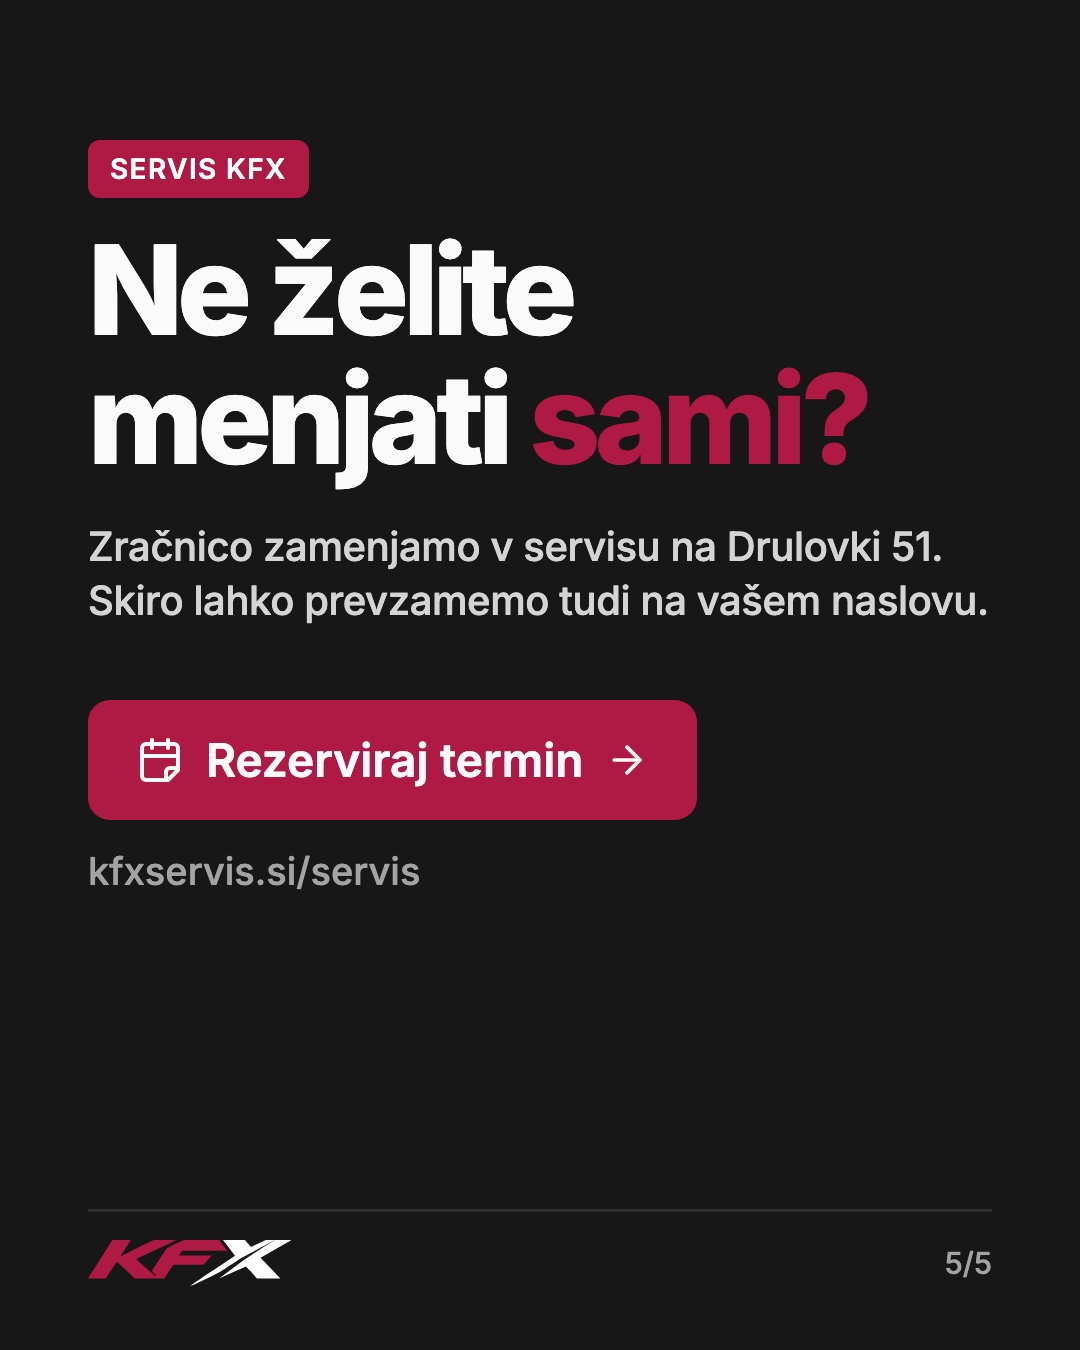 SERVIS KFX
Ne želite
menjati sami?
Zračnico zamenjamo v servisu na Drulovki 51.
Skiro lahko prevzamemo tudi na vašem naslovu.
Rezerviraj termin →
kfxservis.si/servis
KFX
5/5